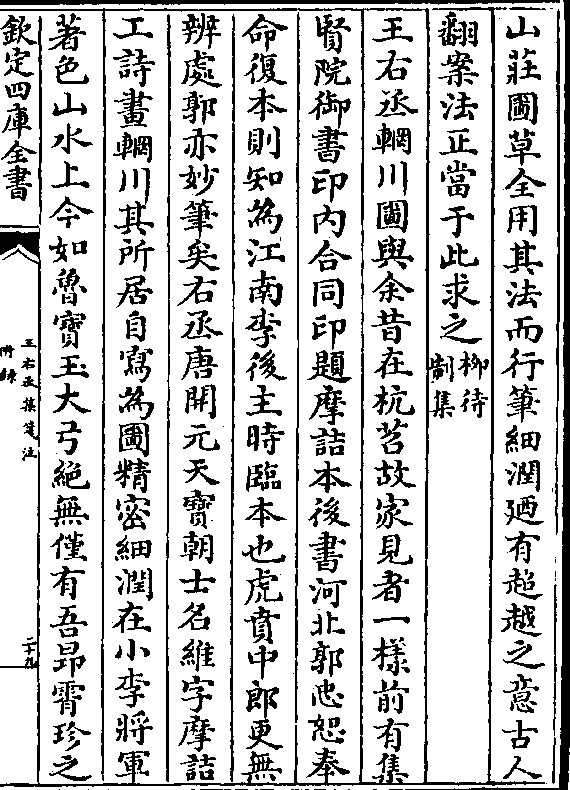 山莊圖草全用其法而行筆細潤廼有超越之意古人
翻案法正當于此求之柳待制集
王右丞輞川圖與余昔在杭苕故家見者一樣前有集
賢院御書印內合同印題摩詰本後書河北郭忠恕奉
命復本則知為江南李後主時臨本也虎賁中郎更無
辨處郭亦妙筆矣右丞唐開元天寳朝士名維字摩詰
工詩畫輞川其所居自寫為圖精密細潤在小李將軍
著色山水上今如魯寳玉大弓絕無僅有吾昂霄珍之
欽定四庫全書
王右丞集箋注
附錄
二十九